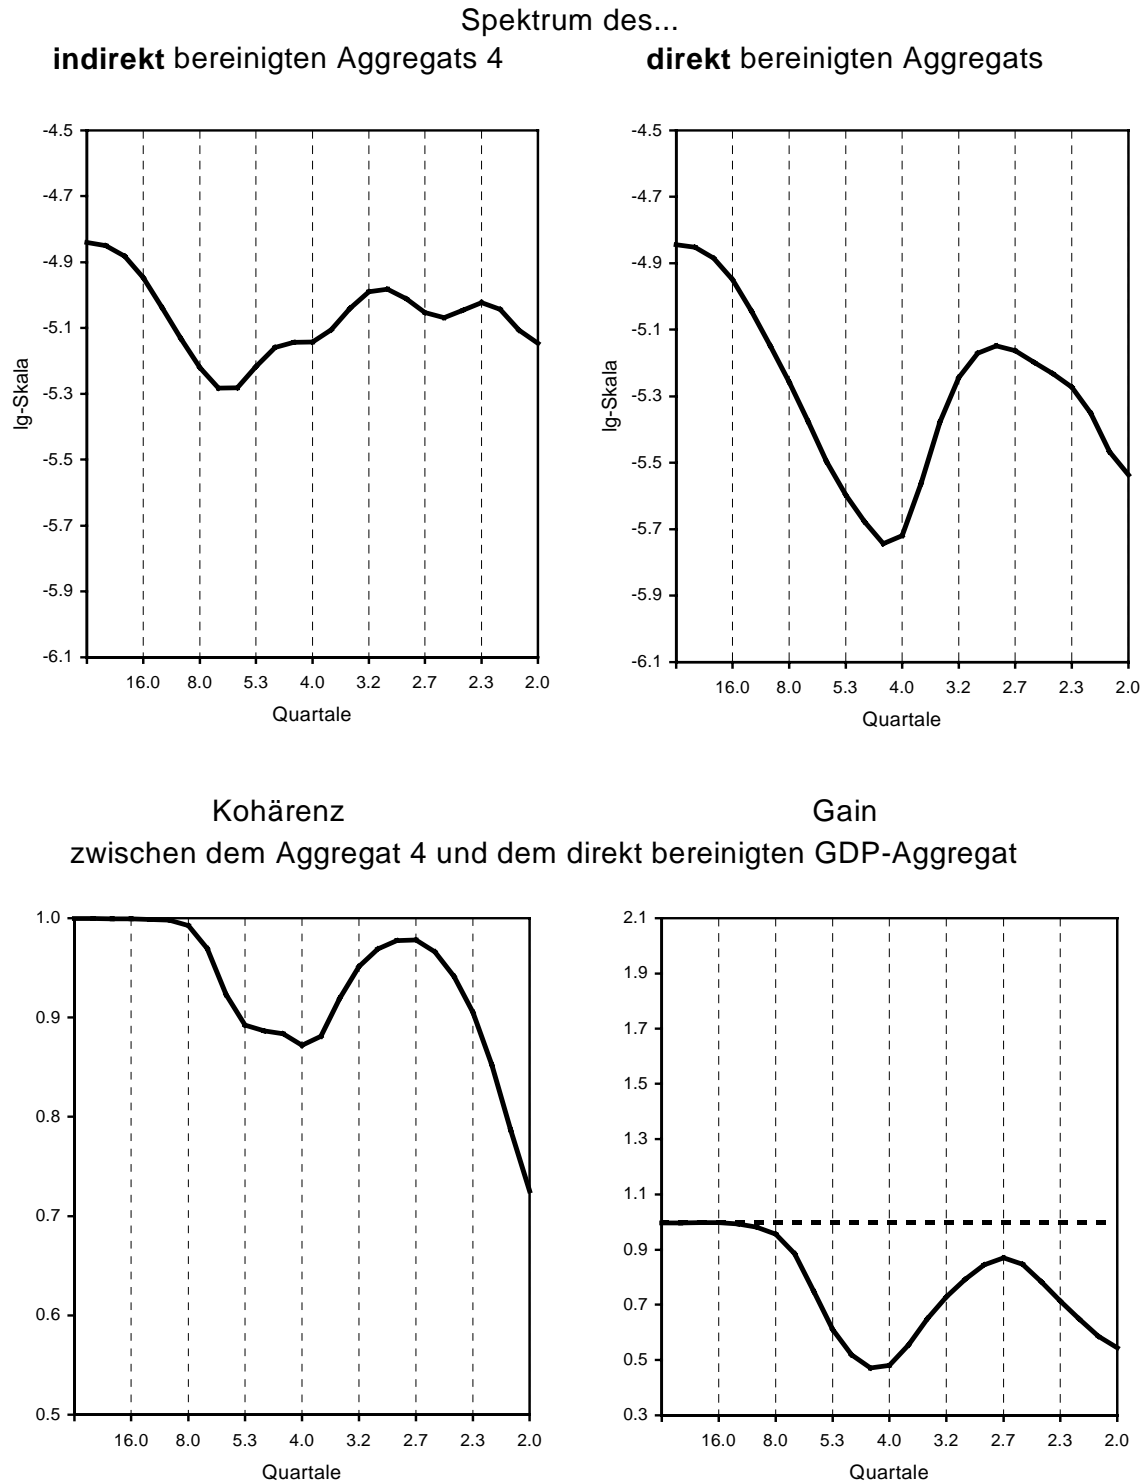 Spektrum des...
indirekt bereinigten Aggregats 4
direkt bereinigten Aggregats
-4.5
-4.7
-4.9
-5.1
-5.3
-5.5
-5.7
-5.9
-6.1
lg-Skala
16.0 8.0 5.3 4.0 3.2 2.7 2.3 2.0
Quartale
-4.5
-4.7
-4.9
-5.1
-5.3
-5.5
-5.7
-5.9
-6.1
lg-Skala
16.0 8.0 5.3 4.0 3.2 2.7 2.3 2.0
Quartale
Kohärenz
Gain
zwischen dem Aggregat 4 und dem direkt bereinigten GDP-Aggregat
1.0
0.9
0.8
0.7
0.6
0.5
16.0 8.0 5.3 4.0 3.2 2.7 2.3 2.0
Quartale
2.1
1.9
1.7
1.5
1.3
1.1
0.9
0.7
0.5
0.3
16.0 8.0 5.3 4.0 3.2 2.7 2.3 2.0
Quartale